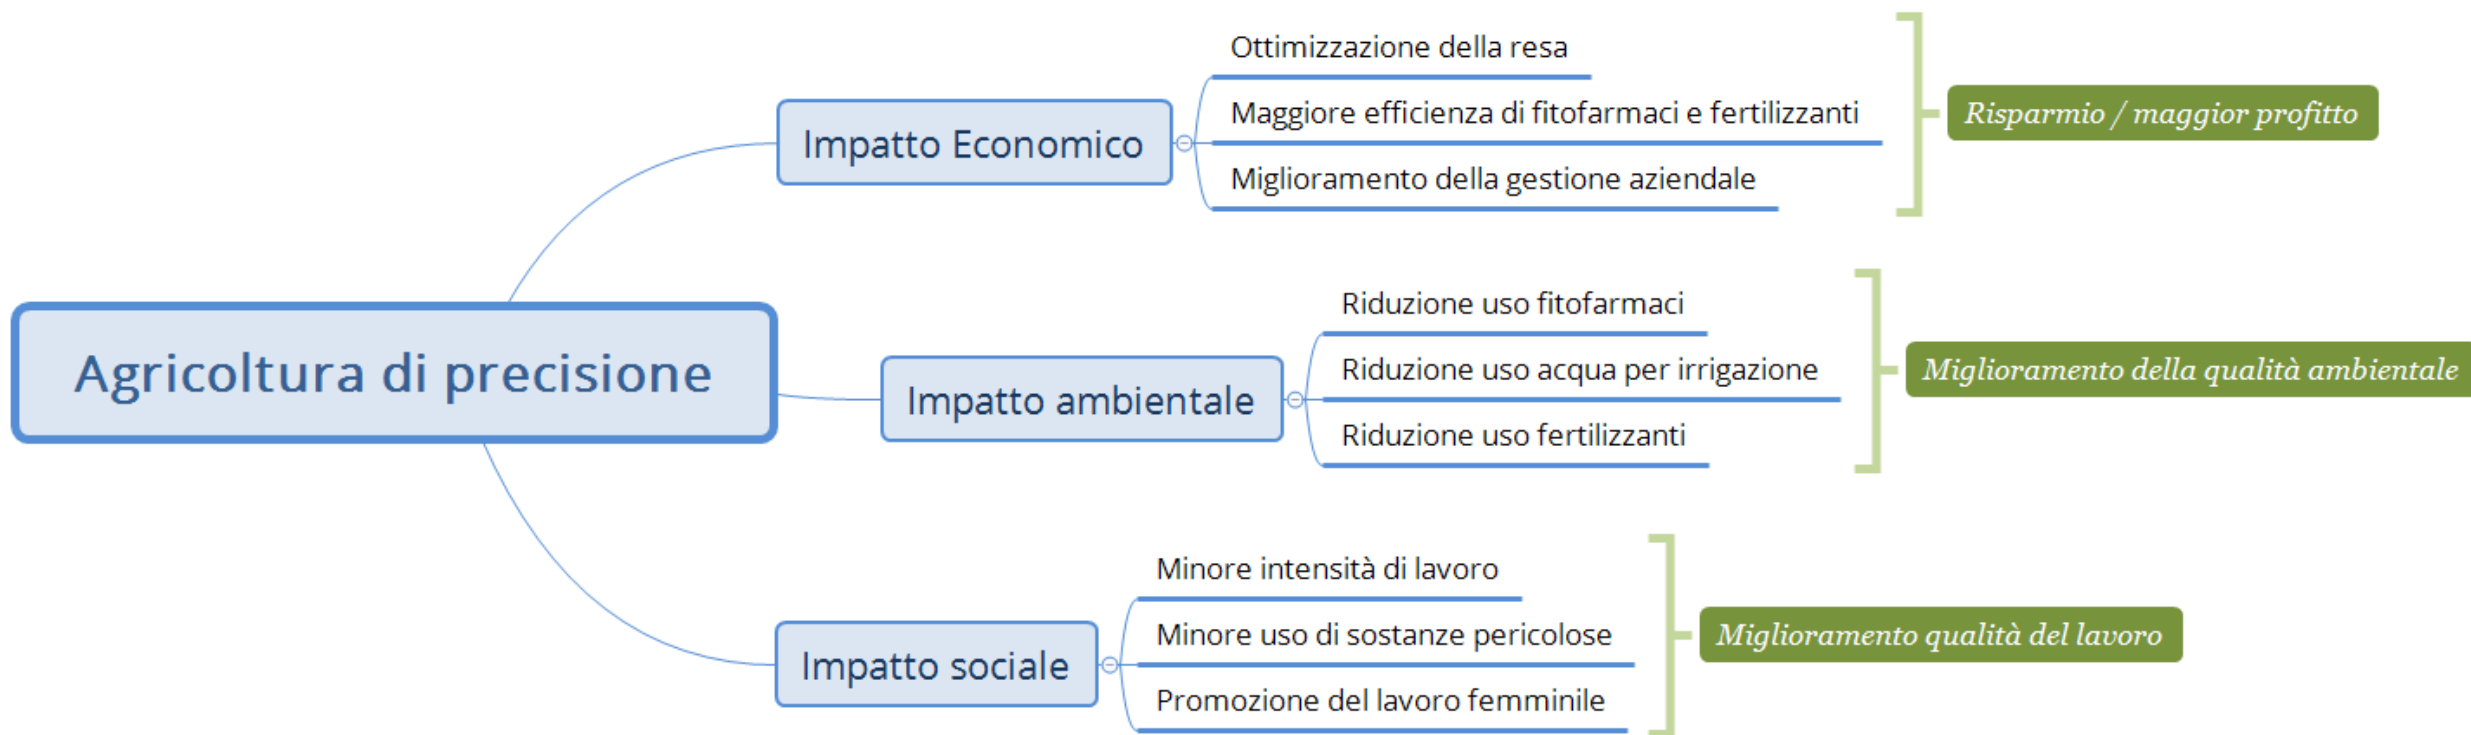 Agricoltura di precisione
Impatto Economico
Ottimizzazione della resa
Maggiore efficienza di fitofarmaci e fertilizzanti
Miglioramento della gestione aziendale
Risparmio / maggior profitto
Impatto ambientale
Riduzione uso fitofarmaci
Riduzione uso acqua per irrigazione
Riduzione uso fertilizzanti
Miglioramento della qualità ambientale
Impatto sociale
Minore intensità di lavoro
Minore uso di sostanze pericolose
Promozione del lavoro femminile
Miglioramento qualità del lavoro